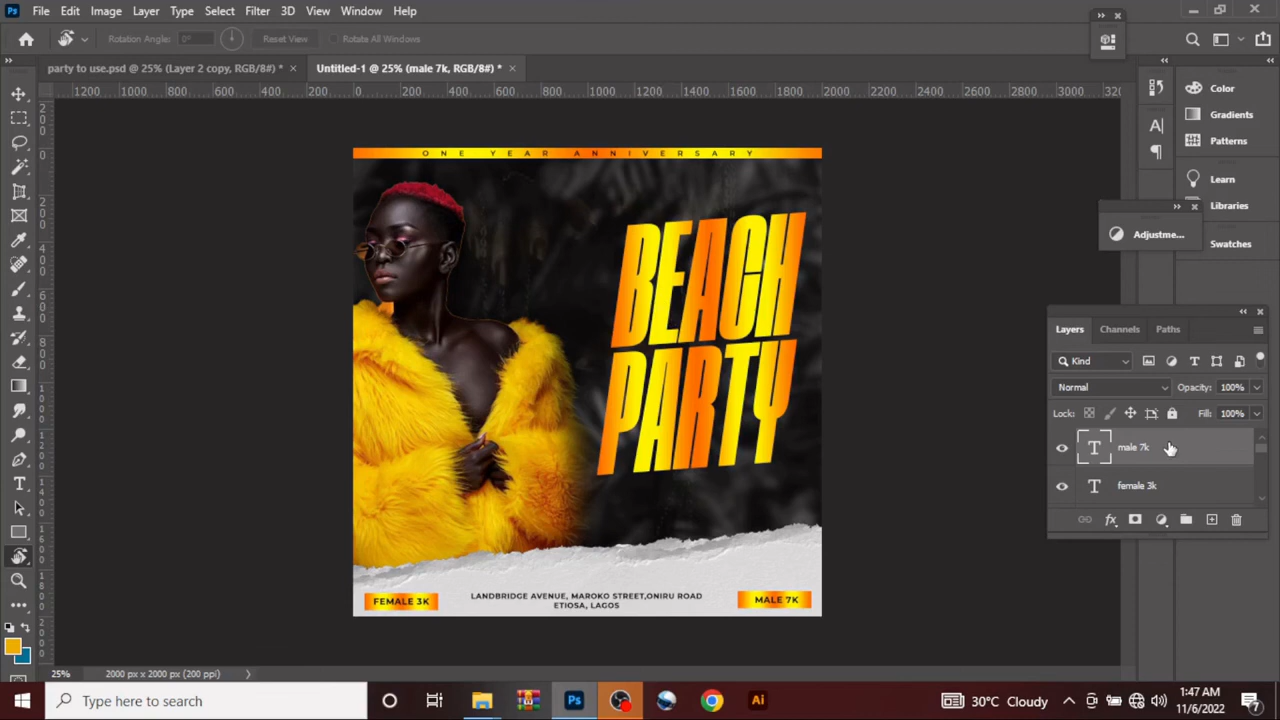 Ps File Edit Image Layer Type Select Filter 3D View Window Help
Rotation Angle: 0° Reset View Rotate All Windows
party to use.psd @ 25% (Layer 2 copy, RGB/8#) * × Untitled-1 @ 25% (male 7k, RGB/8#) * ×
1200 1000 800 600 400 200 0 200 400 600 800 1000 1200 1400 1600 1800 2000 2200 2400 2600 2800 3000
ONE YEAR ANNIVERSARY
BEACH
PARTY
FEMALE 3K
LANDBRIDGE AVENUE, MAROKO STREET,ONIRU ROAD
ETIOSA, LAGOS
MALE 7K
Color
Gradients
Patterns
Learn
Libraries
Swatches
Adjustme...
Layers Channels Paths
Kind
Normal Opacity: 100%
Lock: Fill: 100%
male 7k
female 3k
25% 2000 px x 2000 px (200 ppi)
Type here to search
Ps Ai
30°C Cloudy
1:47 AM
11/6/2022
7